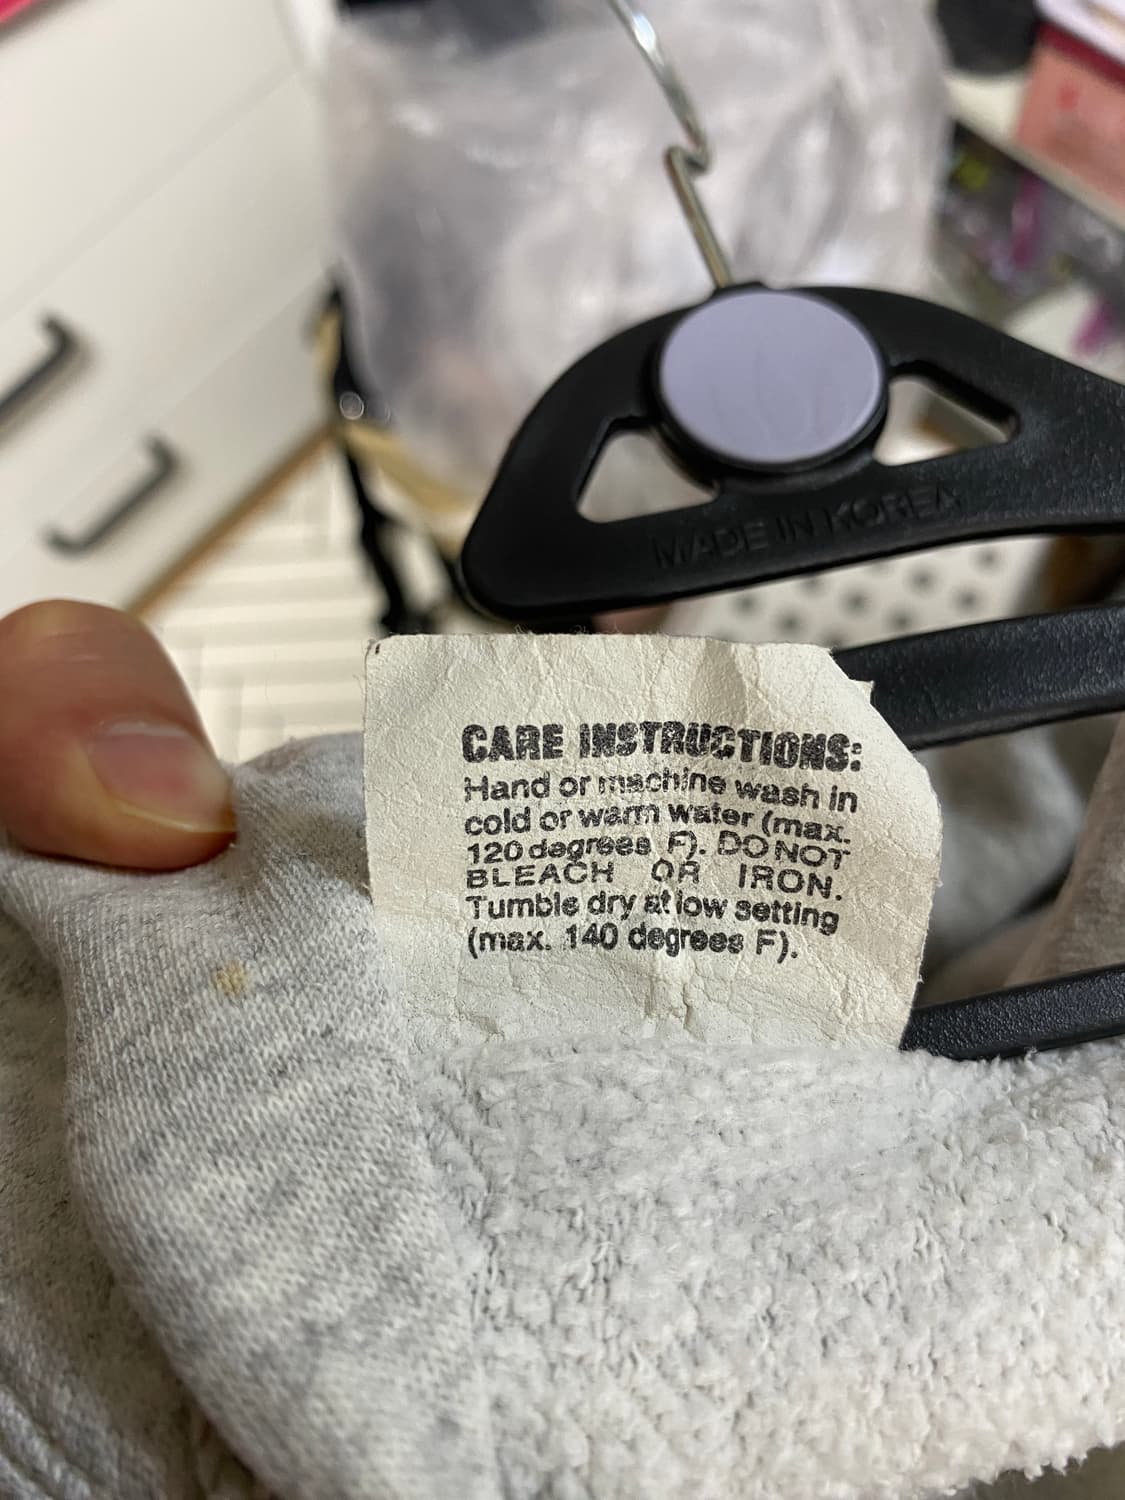 MADE IN KOREA
CARE INSTRUCTIONS:
Hand or machine wash in
cold or warm water (max.
120 degrees F). DO NOT
BLEACH OR IRON.
Tumble dry at low setting
(max. 140 degrees F).